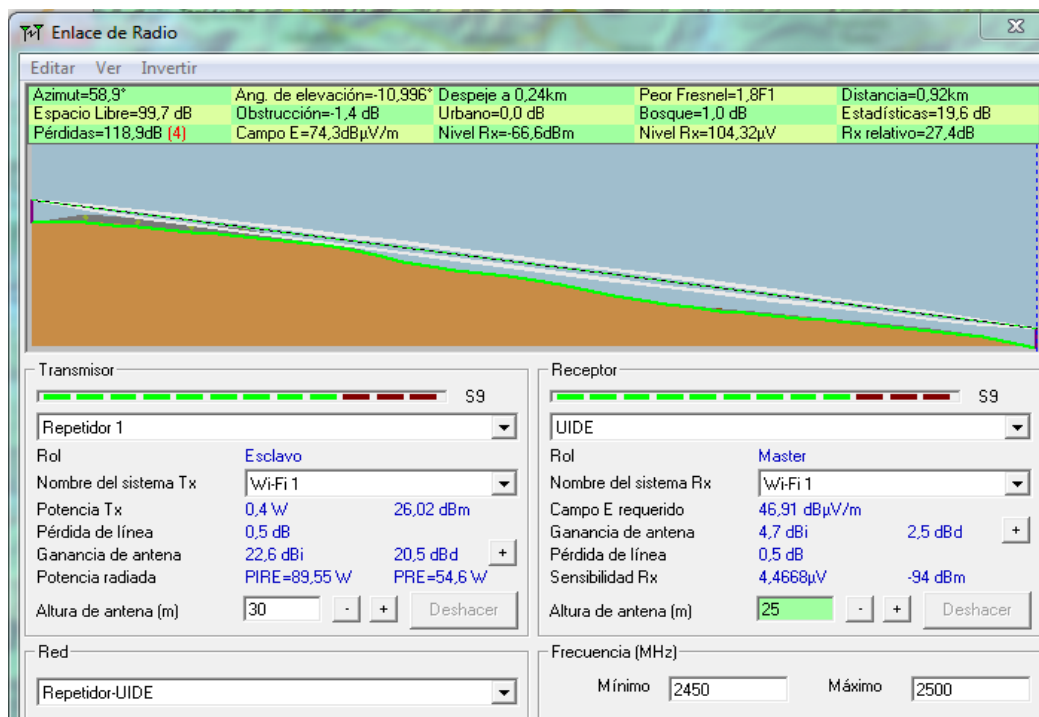 Enlace de Radio
Editar Ver Invertir
Azimut=58,9° Ang. de elevación=-10,996° Despeje a 0,24km Peor Fresnel=1,8F1 Distancia=0,92km
Espacio Libre=99,7 dB Obstrucción=-1,4 dB Urbano=0,0 dB Bosque=1,0 dB Estadísticas=19,6 dB
Pérdidas=118,9dB (4) Campo E=74,3dBµV/m Nivel Rx=-66,6dBm Nivel Rx=104,32µV Rx relativo=27,4dB
Transmisor
S9
Repetidor 1
Rol Esclavo
Nombre del sistema Tx Wi-Fi 1
Potencia Tx 0,4 W 26,02 dBm
Pérdida de línea 0,5 dB
Ganancia de antena 22,6 dBi 20,5 dBd +
Potencia radiada PIRE=89,55 W PRE=54,6 W
Altura de antena (m) 30 - + Deshacer
Receptor
S9
UIDE
Rol Master
Nombre del sistema Rx Wi-Fi 1
Campo E requerido 46,91 dBµV/m
Ganancia de antena 4,7 dBi 2,5 dBd +
Pérdida de línea 0,5 dB
Sensibilidad Rx 4,4668µV -94 dBm
Altura de antena (m) 25 - + Deshacer
Red
Repetidor-UIDE
Frecuencia (MHz)
Mínimo 2450 Máximo 2500